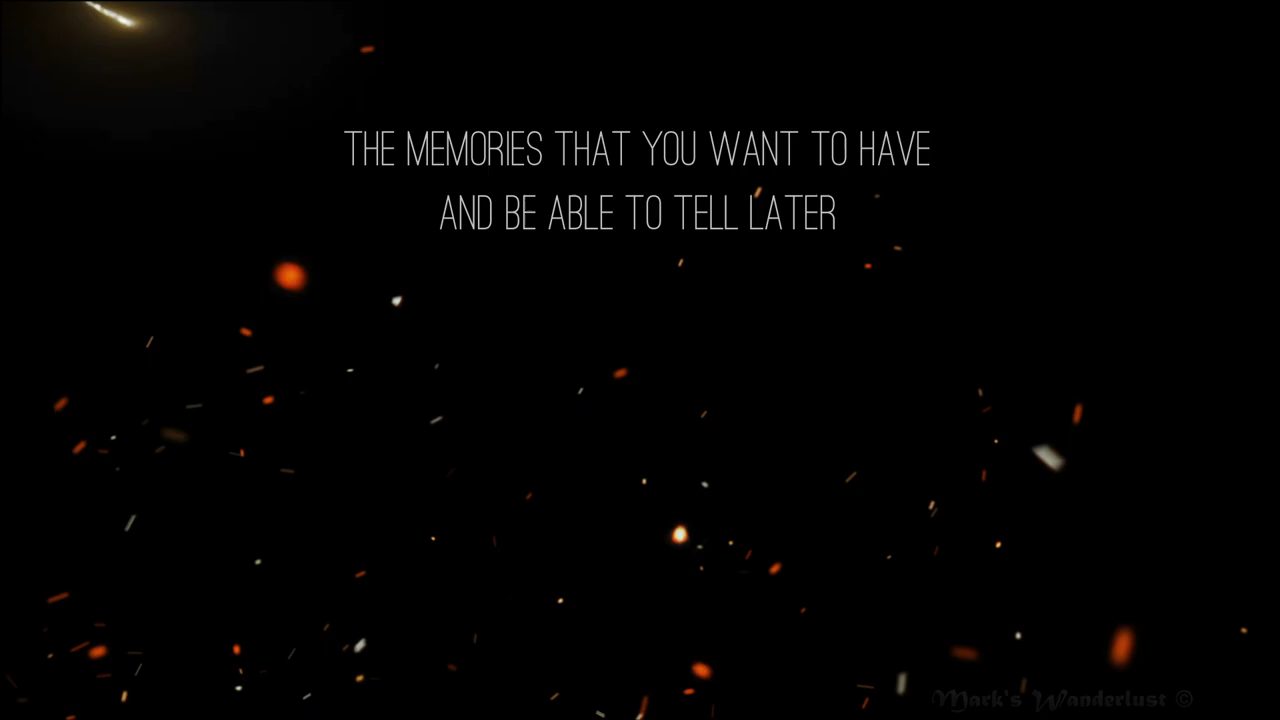 THE MEMORIES THAT YOU WANT TO HAVE
AND BE ABLE TO TELL LATER
Mark's Wanderlust ©